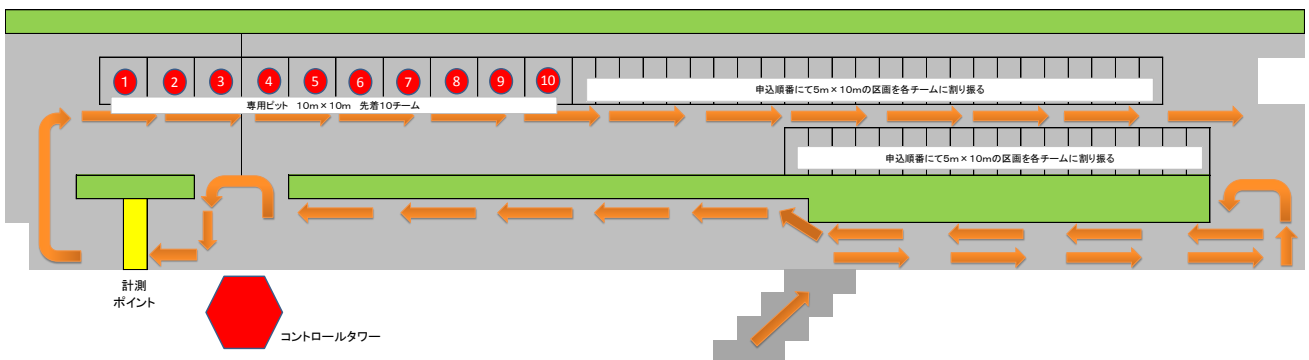 1 2 3 4 5 6 7 8 9 10
申込順番にて5m×10mの区画を各チームに割り振る
専用ピット 10m×10m 先着10チーム
申込順番にて5m×10mの区画を各チームに割り振る
計測
ポイント
コントロールタワー